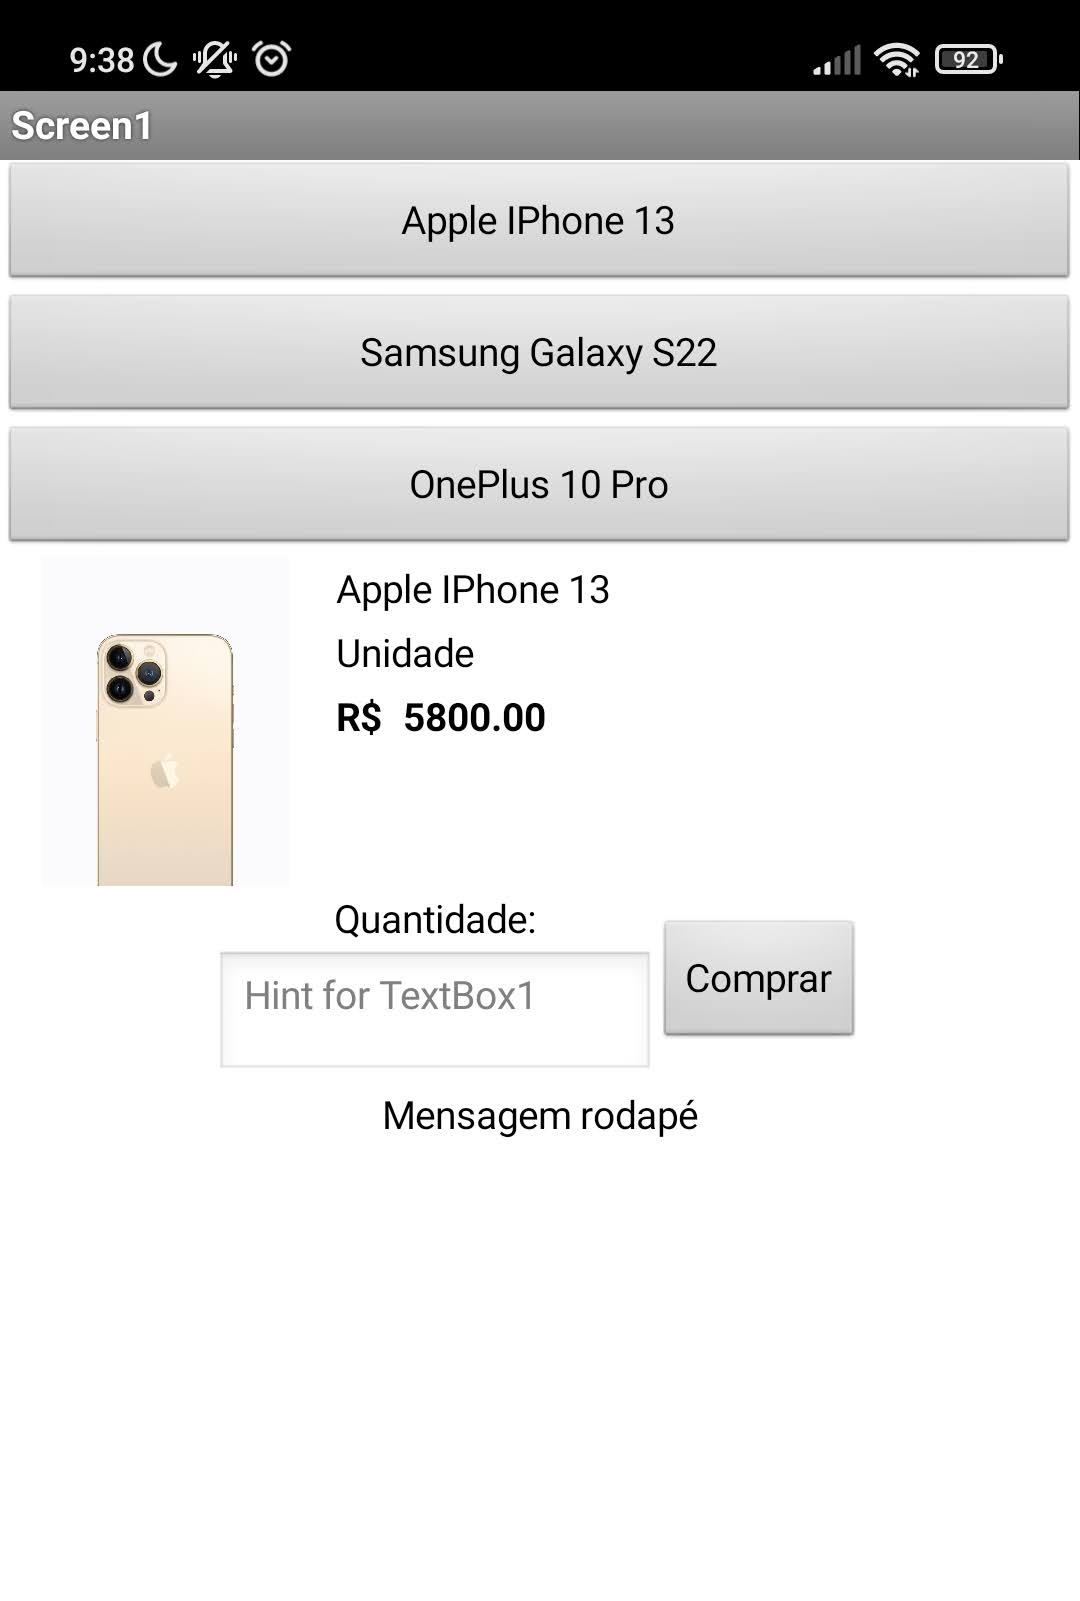 9:38
92
Screen1
Apple IPhone 13
Samsung Galaxy S22
OnePlus 10 Pro
Apple IPhone 13
Unidade
R$ 5800.00
Quantidade:
Hint for TextBox1
Comprar
Mensagem rodapé